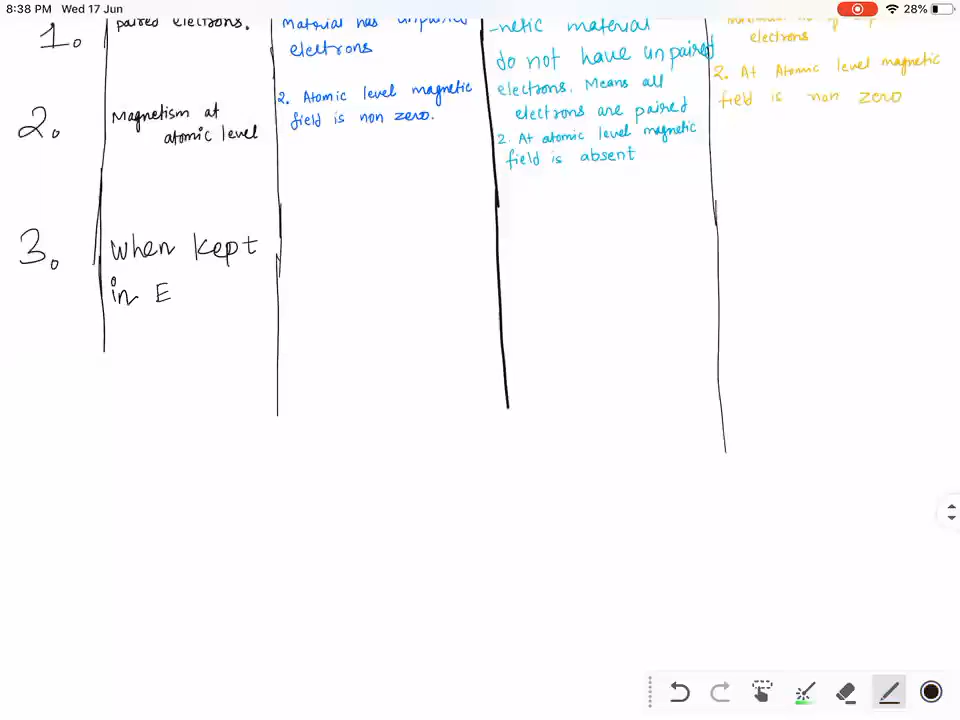 8:38 PM Wed 17 Jun
28%
1.
paired electrons.
Material has unpaired
electrons
-netic material
do not have unpaired
electrons. Means all
electrons are paired
electrons
2.
Magnetism at
atomic level
2. Atomic level magnetic
field is non zero.
2. At atomic level magnetic
field is absent
2. At Atomic level magnetic
field is non zero
3.
when kept
in E